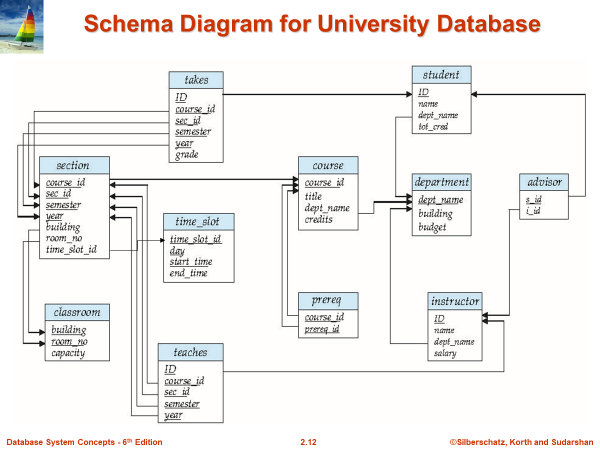 Schema Diagram for University Database
takes
ID
course_id
sec_id
semester
year
grade
student
ID
name
dept_name
tot_cred
section
course_id
sec_id
semester
year
building
room_no
time_slot_id
course
course_id
title
dept_name
credits
department
dept_name
building
budget
advisor
s_id
i_id
time_slot
time_slot_id
day
start_time
end_time
classroom
building
room_no
capacity
prereq
course_id
prereq_id
instructor
ID
name
dept_name
salary
teaches
ID
course_id
sec_id
semester
year
Database System Concepts - 6th Edition
2.12
©Silberschatz, Korth and Sudarshan